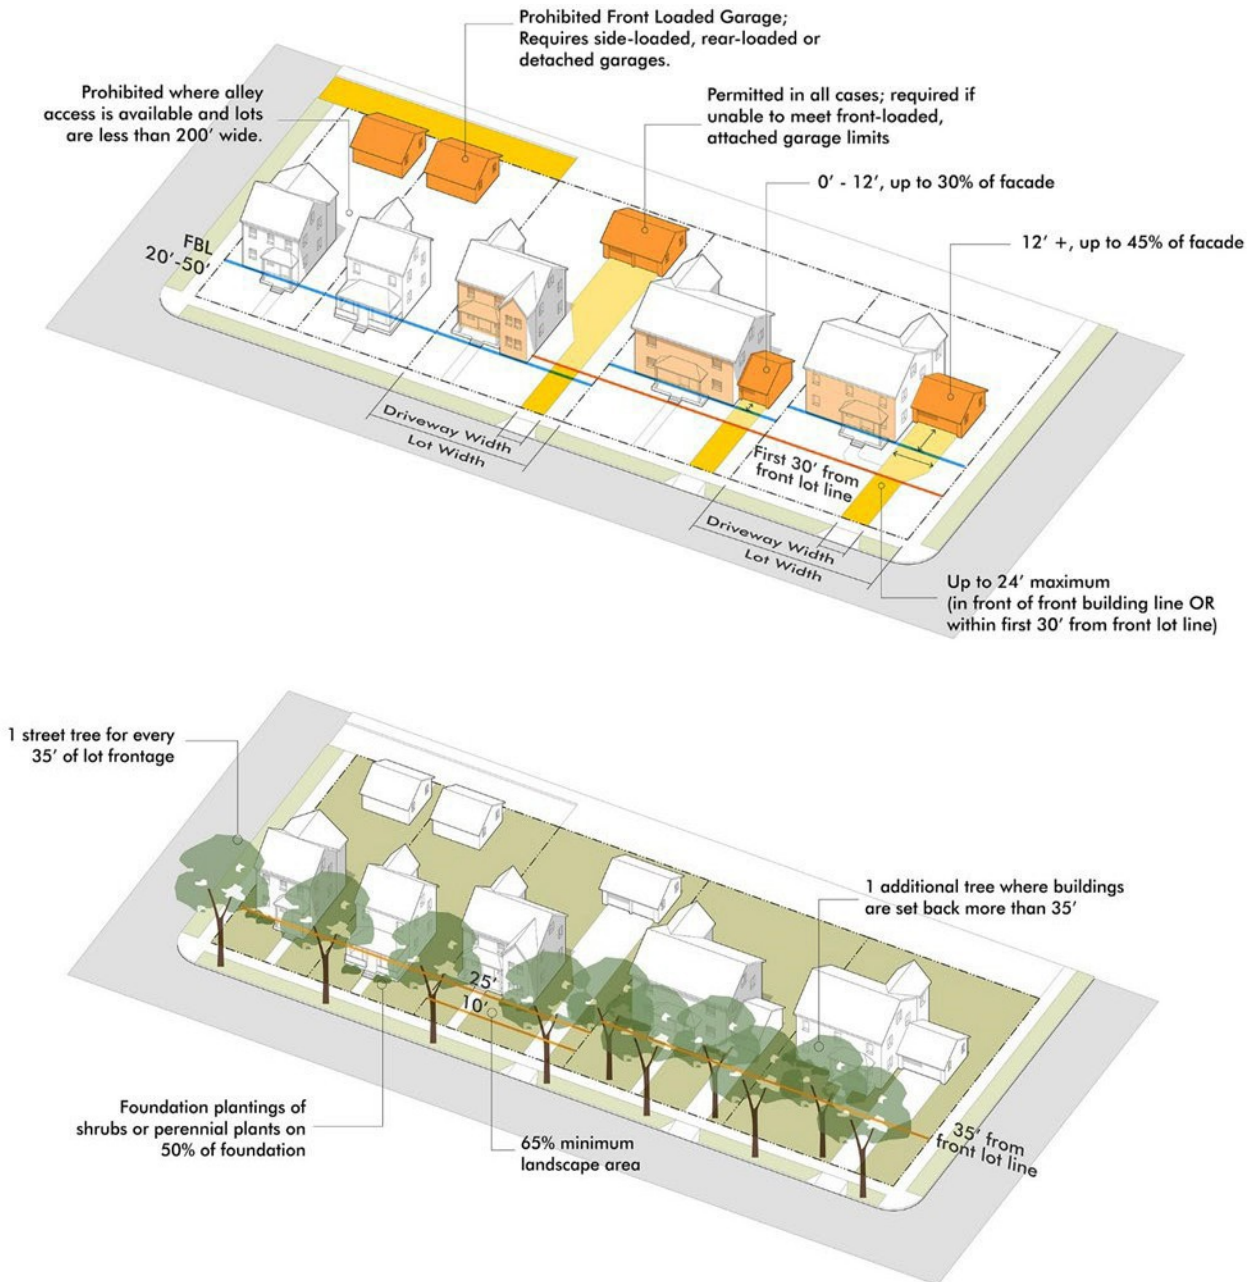 Prohibited Front Loaded Garage;
Requires side-loaded, rear-loaded or
detached garages.
Prohibited where alley
access is available and lots
are less than 200’ wide.
Permitted in all cases; required if
unable to meet front-loaded,
attached garage limits
0’ - 12’, up to 30% of facade
12’ +, up to 45% of facade
FBL
20’-50’
Driveway Width
Lot Width
First 30’ from
front lot line
Driveway Width
Lot Width
Up to 24’ maximum
(in front of front building line OR
within first 30’ from front lot line)
1 street tree for every
35’ of lot frontage
1 additional tree where buildings
are set back more than 35’
25’
10’
Foundation plantings of
shrubs or perennial plants on
50% of foundation
65% minimum
landscape area
35’ from
front lot line